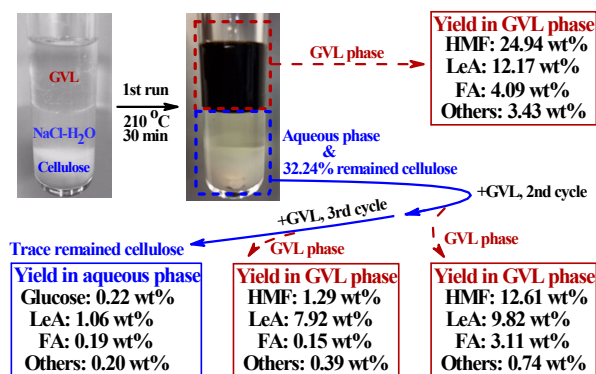 GVL
NaCl-H2O
Cellulose
1st run
210 °C
30 min
GVL phase
Yield in GVL phase
HMF: 24.94 wt%
LeA: 12.17 wt%
FA: 4.09 wt%
Others: 3.43 wt%
Aqueous phase
&
32.24% remained cellulose
+GVL, 2nd cycle
+GVL, 3rd cycle
GVL phase
GVL phase
Trace remained cellulose
Yield in aqueous phase
Glucose: 0.22 wt%
LeA: 1.06 wt%
FA: 0.19 wt%
Others: 0.20 wt%
Yield in GVL phase
HMF: 1.29 wt%
LeA: 7.92 wt%
FA: 0.15 wt%
Others: 0.39 wt%
Yield in GVL phase
HMF: 12.61 wt%
LeA: 9.82 wt%
FA: 3.11 wt%
Others: 0.74 wt%